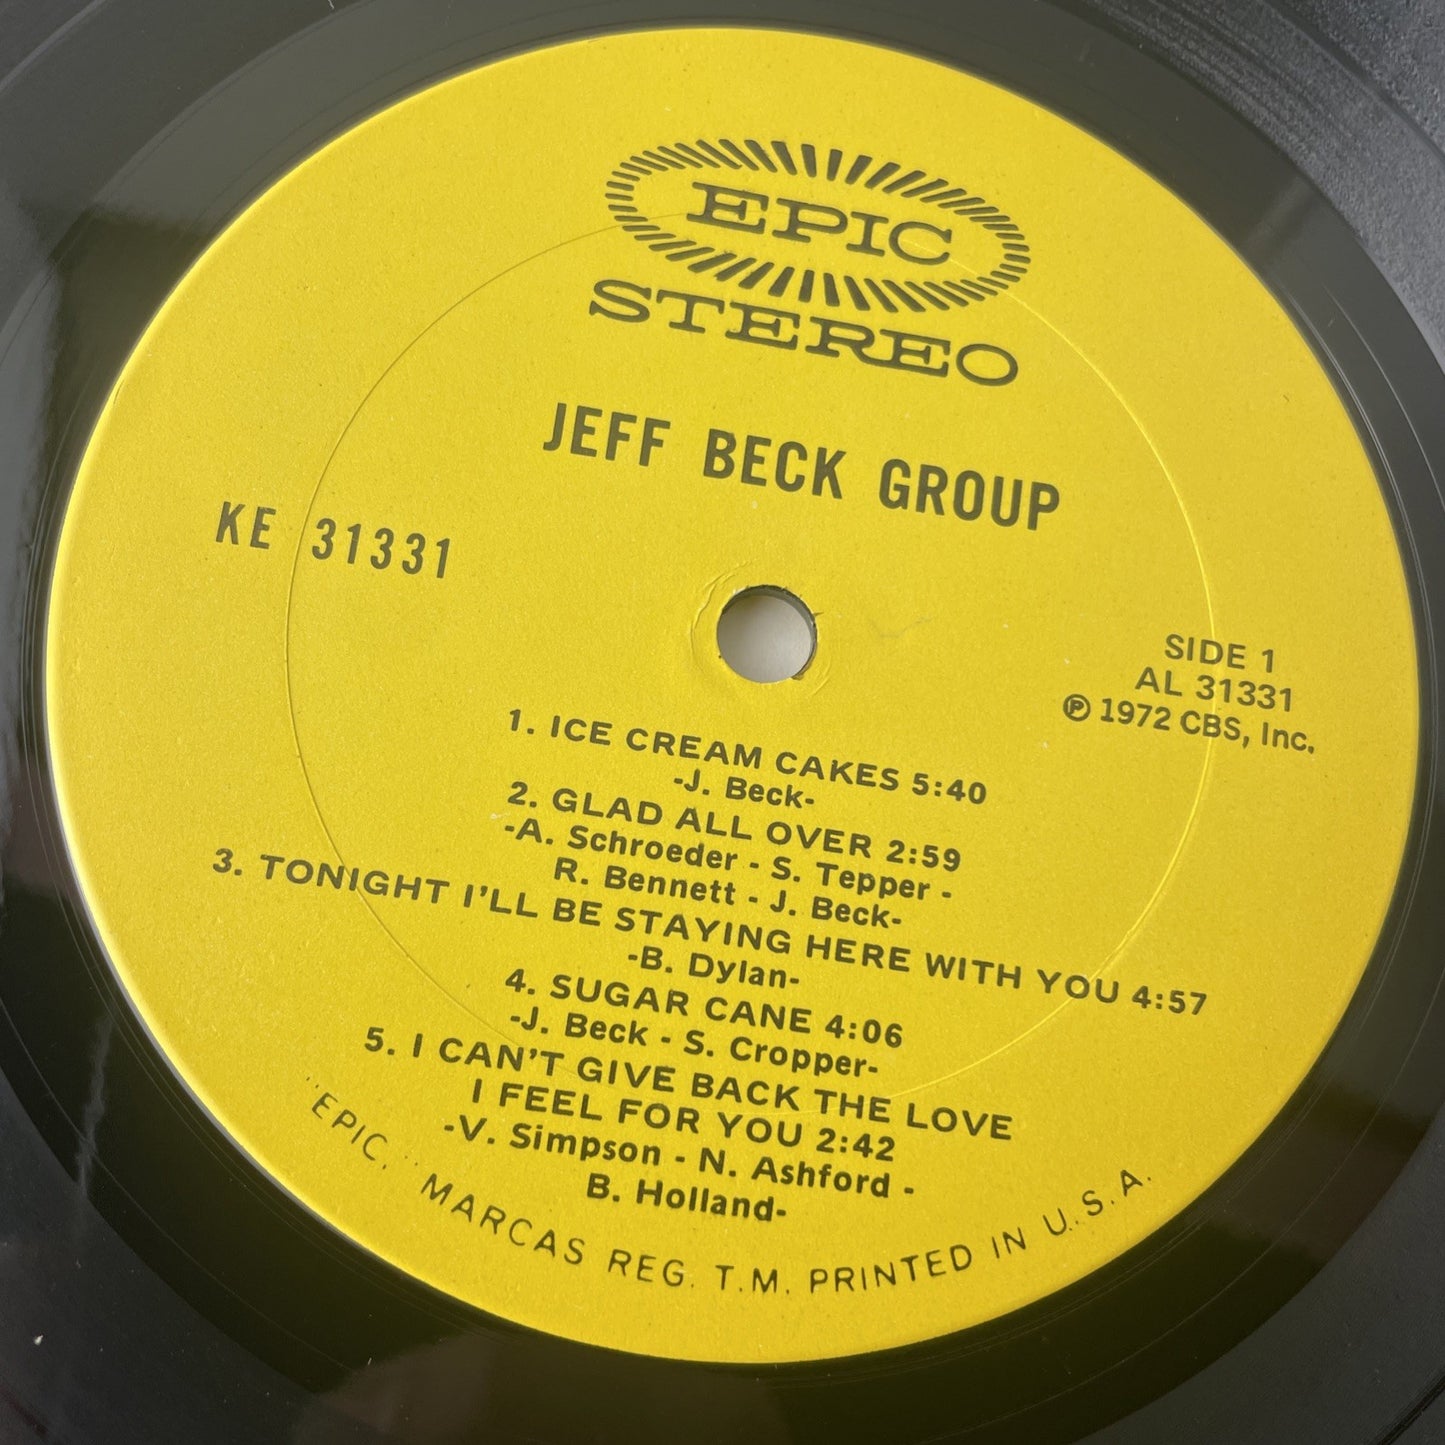 EPIC
STEREO
JEFF BECK GROUP
KE 31331
SIDE 1
AL 31331
Ⓟ 1972 CBS, Inc.
1. ICE CREAM CAKES 5:40
-J. Beck-
2. GLAD ALL OVER 2:59
-A. Schroeder - S. Tepper -
R. Bennett - J. Beck-
3. TONIGHT I'LL BE STAYING HERE WITH YOU 4:57
-B. Dylan-
4. SUGAR CANE 4:06
-J. Beck - S. Cropper-
5. I CAN'T GIVE BACK THE LOVE
I FEEL FOR YOU 2:42
-V. Simpson - N. Ashford -
B. Holland-
"EPIC," MARCAS REG. T.M. PRINTED IN U.S.A.